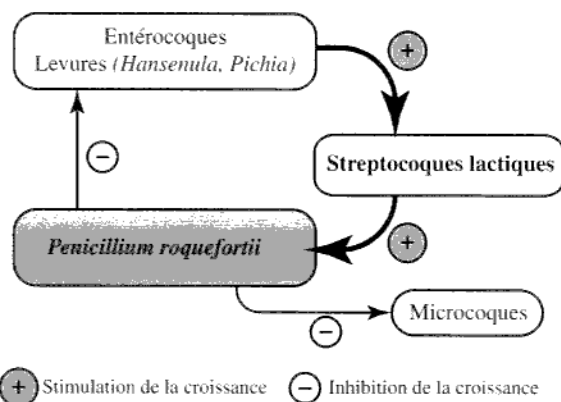 Entérocoques
Levures (Hansenula, Pichia)
+
Streptocoques lactiques
−
Penicillium roquefortii
+
Microcoques
−
+ Stimulation de la croissance − Inhibition de la croissance